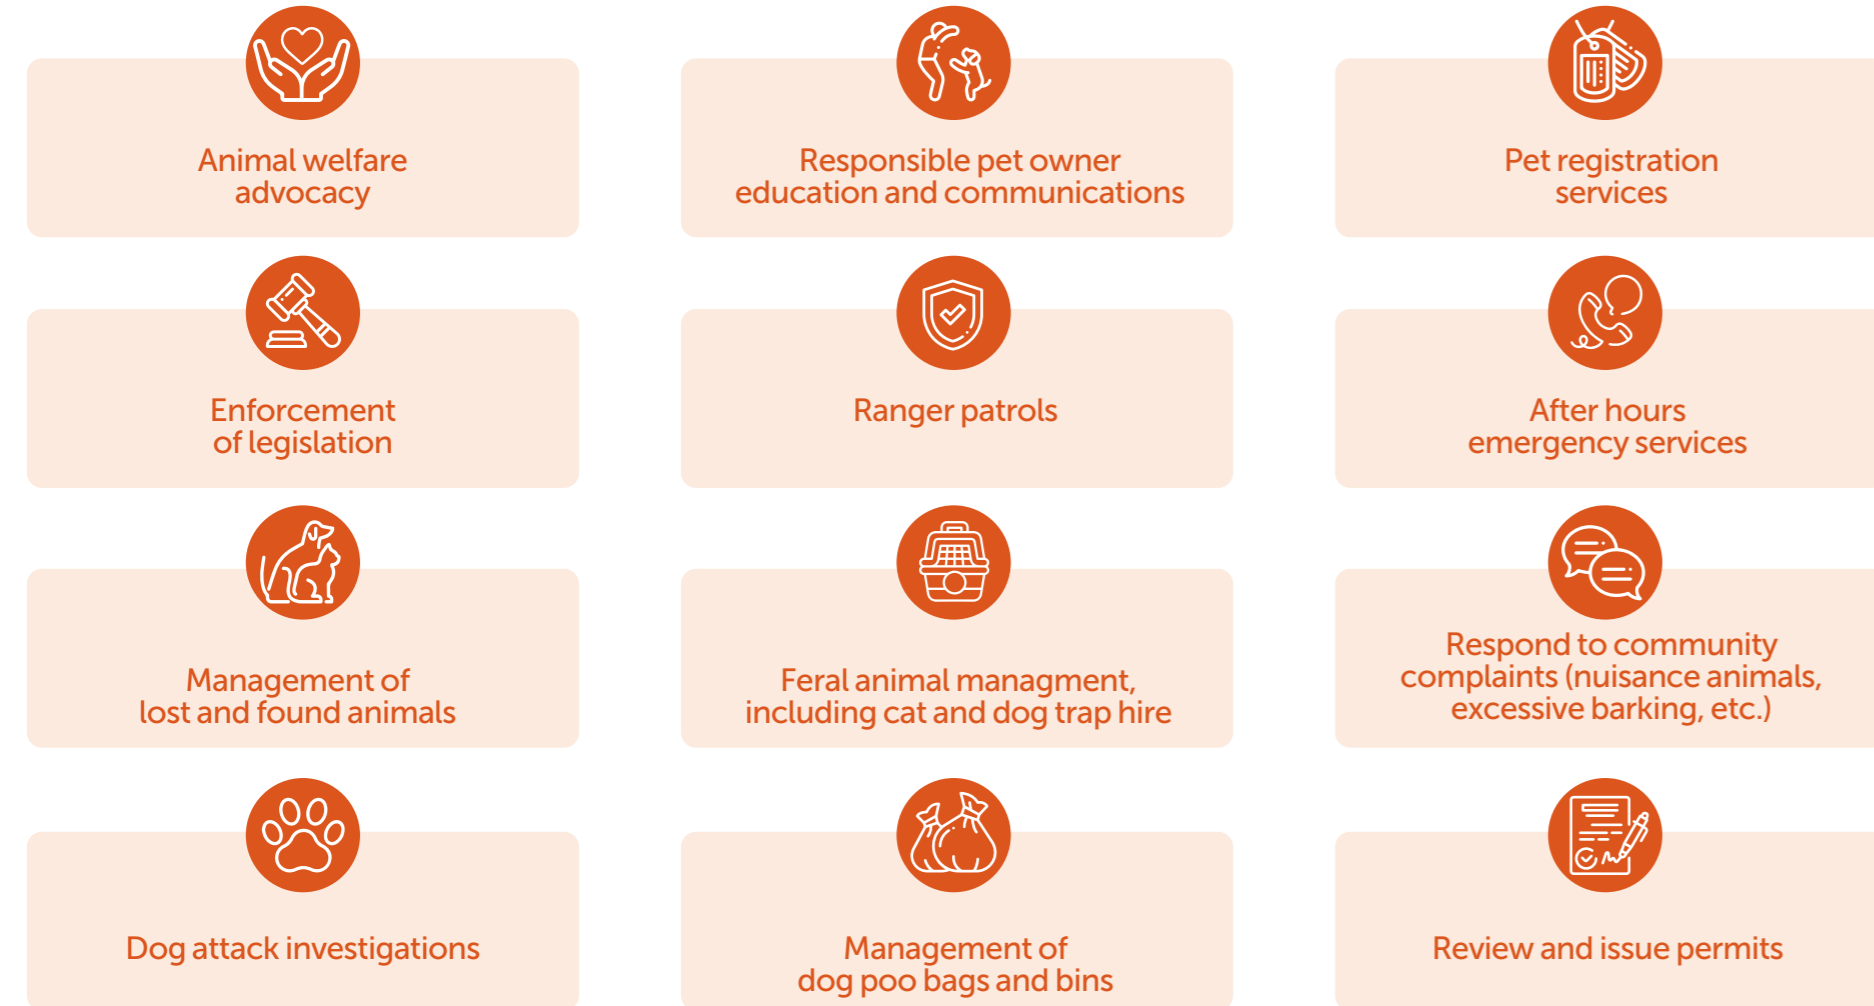 Animal welfare
advocacy
Responsible pet owner
education and communications
Pet registration
services
Enforcement
of legislation
Ranger patrols
After hours
emergency services
Management of
lost and found animals
Feral animal managment,
including cat and dog trap hire
Respond to community
complaints (nuisance animals,
excessive barking, etc.)
Dog attack investigations
Management of
dog poo bags and bins
Review and issue permits